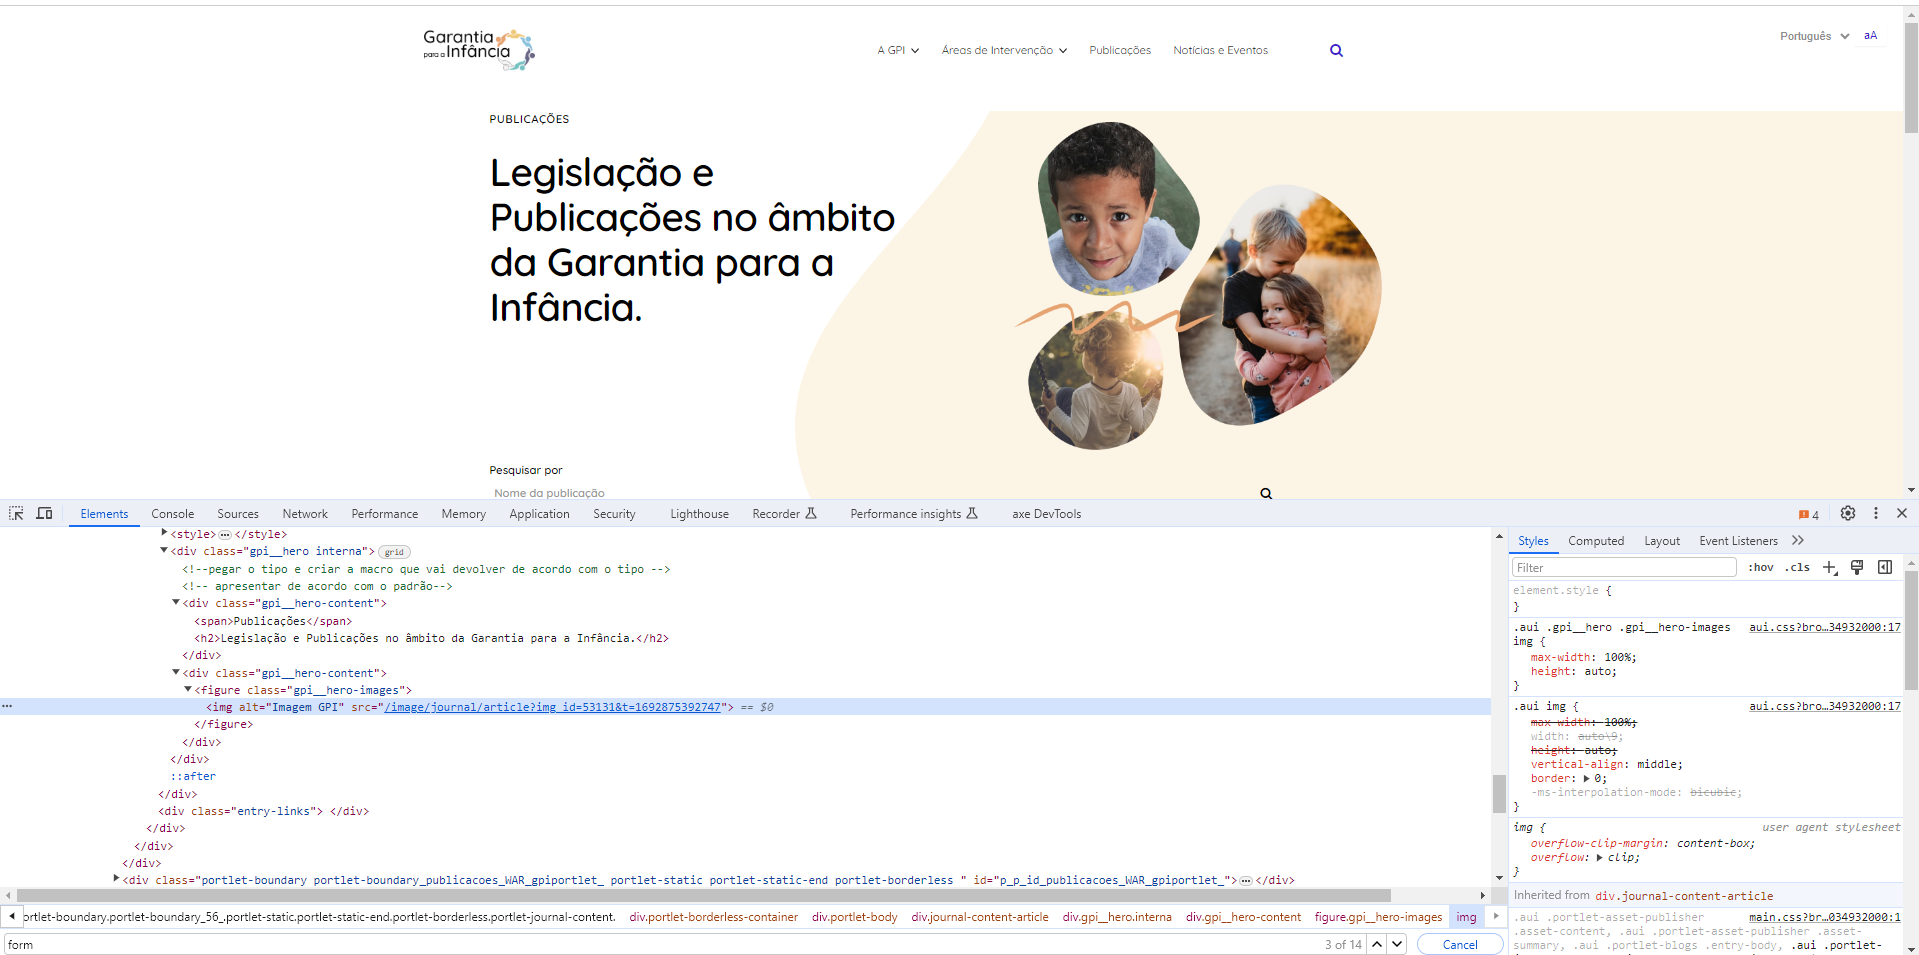 Garantia
para a Infância
A GPI
Áreas de Intervenção
Publicações
Notícias e Eventos
Português
aA
PUBLICAÇÕES
Legislação e
Publicações no âmbito
da Garantia para a
Infância.
Pesquisar por
Nome da publicação
Elements Console Sources Network Performance Memory Application Security Lighthouse Recorder Performance insights axe DevTools 4
<style> ••• </style>
<div class="gpi__hero interna"> grid
<!--pegar o tipo e criar a macro que vai devolver de acordo com o tipo -->
<!-- apresentar de acordo com o padrão-->
<div class="gpi__hero-content">
<span>Publicações</span>
<h2>Legislação e Publicações no âmbito da Garantia para a Infância.</h2>
</div>
<div class="gpi__hero-content">
<figure class="gpi__hero-images">
••• <img alt="Imagem GPI" src="/image/journal/article?img_id=53131&t=1692875392747"> == $0
</figure>
</div>
</div>
::after
</div>
<div class="entry-links"> </div>
</div>
</div>
</div>
<div class="portlet-boundary portlet-boundary_publicacoes_WAR_gpiportlet_ portlet-static portlet-static-end portlet-borderless " id="p_p_id_publicacoes_WAR_gpiportlet_"> ••• </div>
ortlet-boundary.portlet-boundary_56_.portlet-static.portlet-static-end.portlet-borderless.portlet-journal-content. div.portlet-borderless-container div.portlet-body div.journal-content-article div.gpi__hero.interna div.gpi__hero-content figure.gpi__hero-images img
form 3 of 14 Cancel
Styles Computed Layout Event Listeners
Filter :hov .cls
element.style {
}
.aui .gpi__hero .gpi__hero-images aui.css?bro…34932000:17
img {
max-width: 100%;
height: auto;
}
.aui img { aui.css?bro…34932000:17
max-width: 100%;
width: auto\9;
height: auto;
vertical-align: middle;
border: 0;
-ms-interpolation-mode: bicubic;
}
img { user agent stylesheet
overflow-clip-margin: content-box;
overflow: clip;
}
Inherited from div.journal-content-article
.aui .portlet-asset-publisher main.css?br…034932000:1
.asset-content, .aui .portlet-asset-publisher .asset-
summary, .aui .portlet-blogs .entry-body, .aui .portlet-